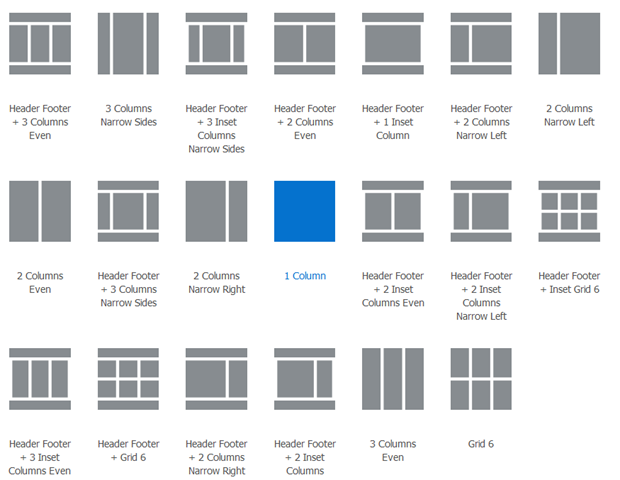 Header Footer
+ 3 Columns
Even
3 Columns
Narrow Sides
Header Footer
+ 3 Inset
Columns
Narrow Sides
Header Footer
+ 2 Columns
Even
Header Footer
+ 1 Inset
Column
Header Footer
+ 2 Columns
Narrow Left
2 Columns
Narrow Left
2 Columns
Even
Header Footer
+ 3 Columns
Narrow Sides
2 Columns
Narrow Right
1 Column
Header Footer
+ 2 Inset
Columns Even
Header Footer
+ 2 Inset
Columns
Narrow Left
Header Footer
+ Inset Grid 6
Header Footer
+ 3 Inset
Columns Even
Header Footer
+ Grid 6
Header Footer
+ 2 Columns
Narrow Right
Header Footer
+ 2 Inset
Columns
3 Columns
Even
Grid 6